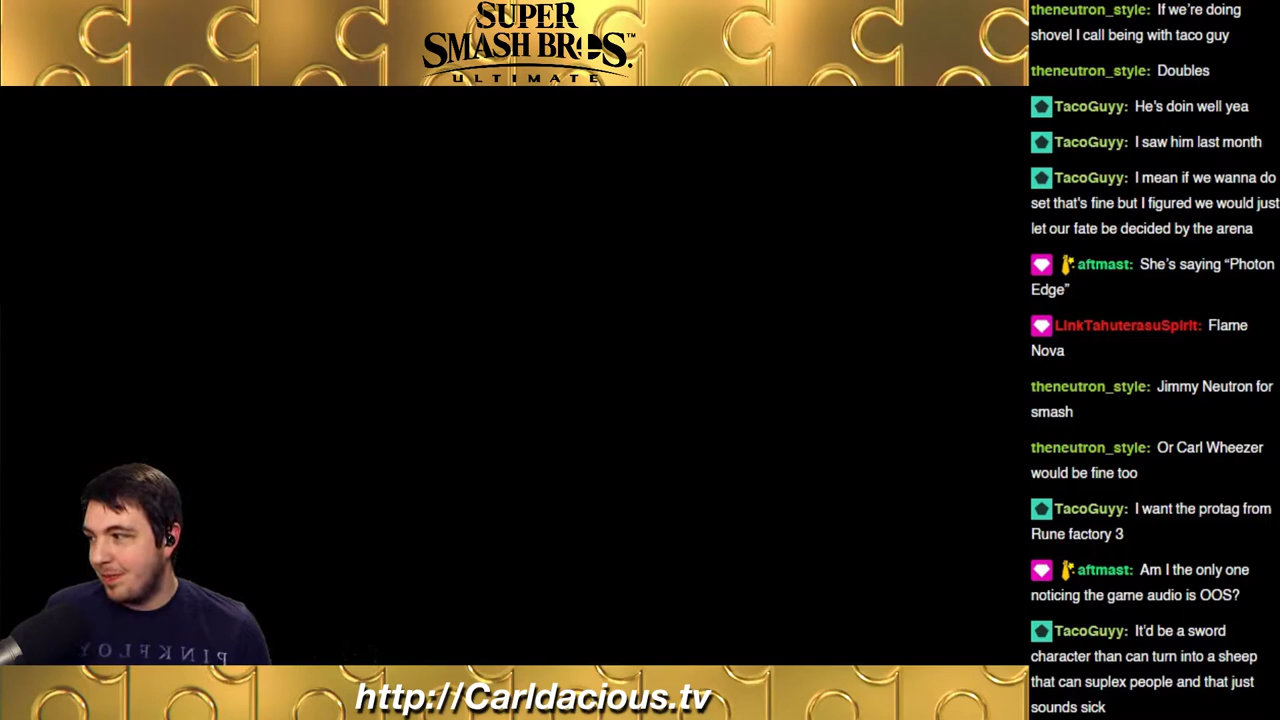 SUPER
SMASH BROS.™
ULTIMATE
theneutron_style: If we're doing
shovel I call being with taco guy
theneutron_style: Doubles
TacoGuyy: He's doin well yea
TacoGuyy: I saw him last month
TacoGuyy: I mean if we wanna do
set that's fine but I figured we would just
let our fate be decided by the arena
aftmast: She's saying “Photon
Edge”
LinkTahuterasuSpirit: Flame
Nova
theneutron_style: Jimmy Neutron for
smash
theneutron_style: Or Carl Wheezer
would be fine too
TacoGuyy: I want the protag from
Rune factory 3
aftmast: Am I the only one
noticing the game audio is OOS?
TacoGuyy: It'd be a sword
character than can turn into a sheep
that can suplex people and that just
sounds sick
PINK FLOY
http://Carldacious.tv